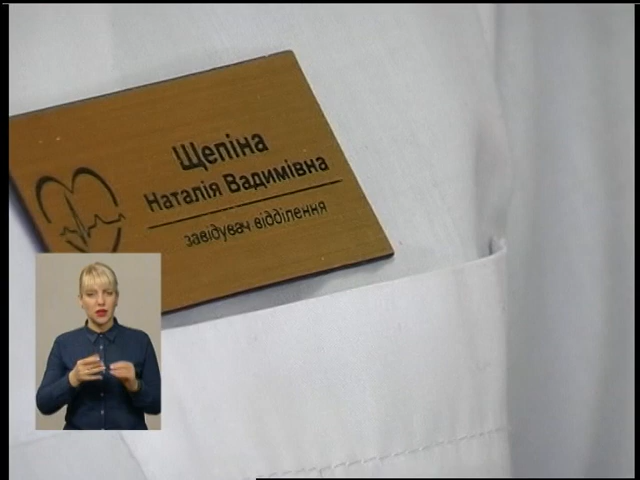 Щепіна
Наталія Вадимівна
завідувач відділення